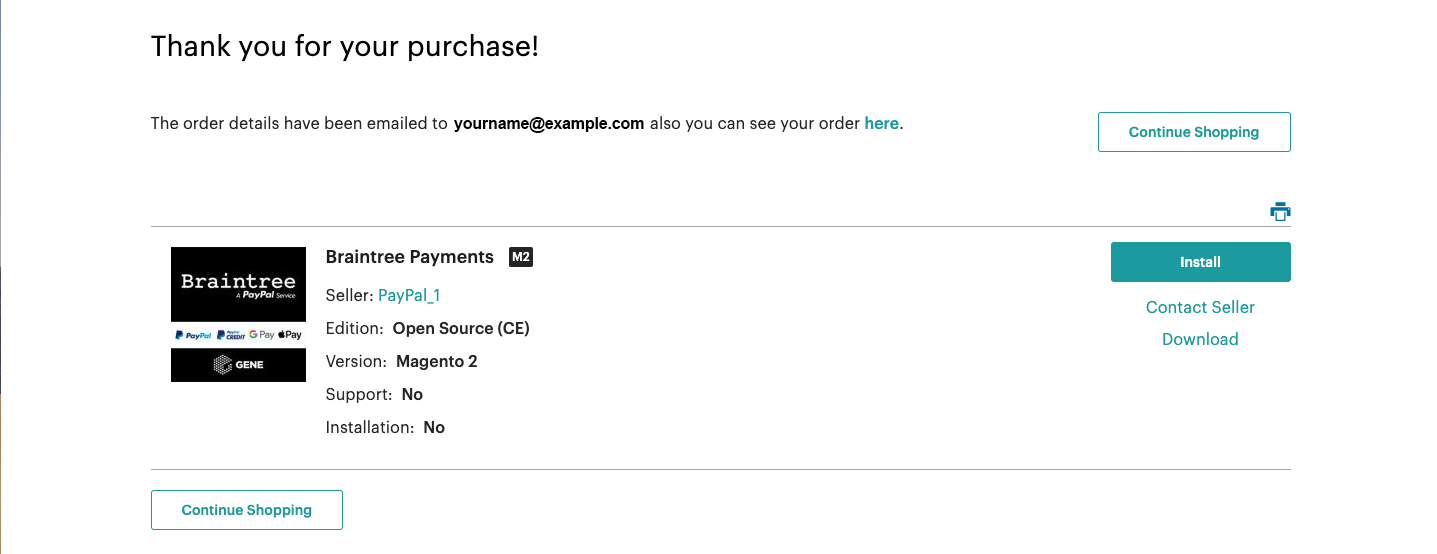 Thank you for your purchase!
The order details have been emailed to yourname@example.com also you can see your order here.
Continue Shopping
Braintree
A PayPal Service
PayPal PayPal CREDIT G Pay Pay
GENE
Braintree Payments M2
Seller: PayPal_1
Edition: Open Source (CE)
Version: Magento 2
Support: No
Installation: No
Install
Contact Seller
Download
Continue Shopping